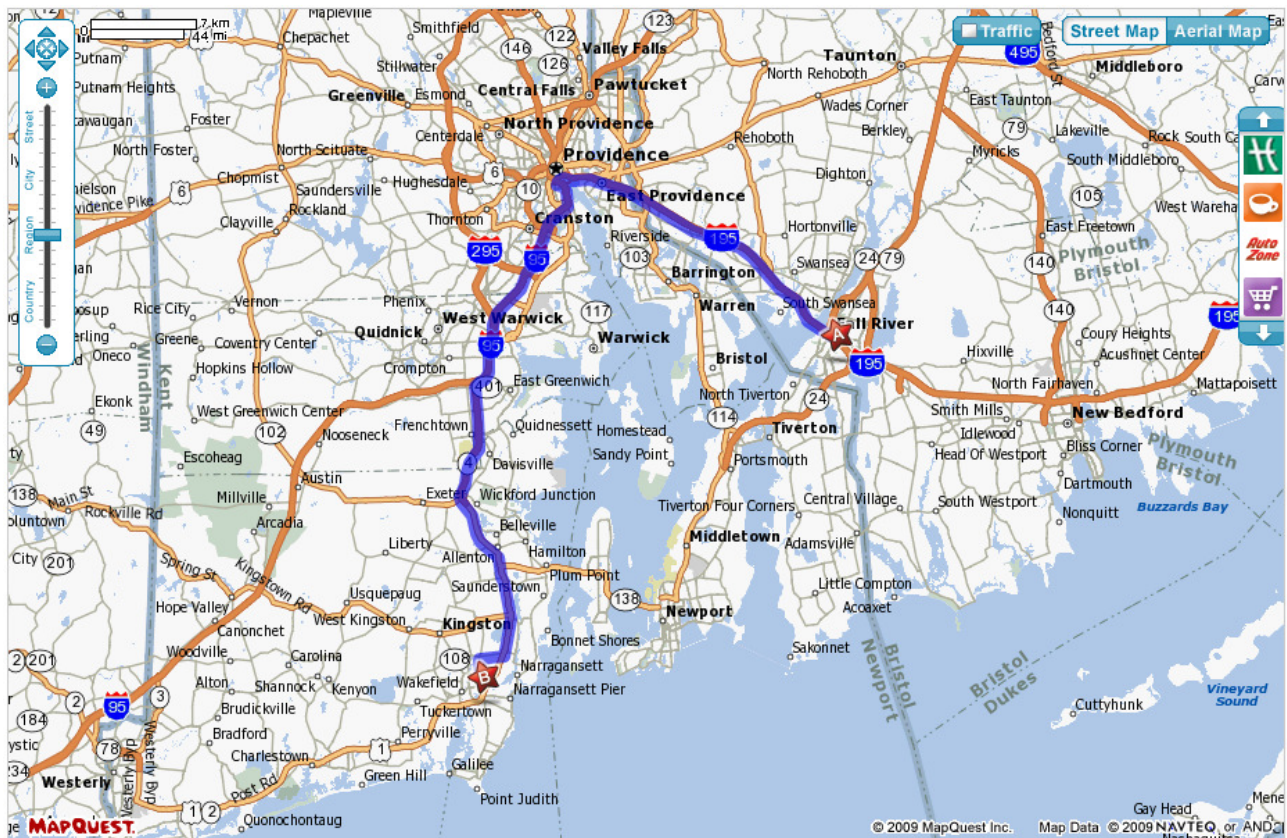 7 km
44 mi
Mapleville
Smithfield
122
123
Traffic
Street Map
Aerial Map
Putnam
Chepachet
146
Valley Falls
Taunton
495
Bedford St
Middleboro
Putnam Heights
Stillwater
126
Central Falls
Pawtucket
North Rehoboth
Greenville
Esmond
Wades Corner
East Taunton
Foster
Centerdale
North Providence
Rehoboth
Berkley
79
Lakeville
North Foster
North Scituate
Providence
Myricks
South Middleboro
6
Chopmist
Hughesdale
6
10
East Providence
Dighton
105
Saundersville
Rockland
Thornton
Cranston
Clayville
Riverside
Hortonville
East Freetown
295
95
103
195
24
79
140
Plymouth
Bristol
Auto
Zone
Barrington
Swansea
Rice City
Vernon
Phenix
West Warwick
117
Warren
South Swansea
Fall River
A
140
195
Greene
Coventry Center
Quidnick
Warwick
Coury Heights
Oneco
95
Bristol
195
Hixville
Acushnet Center
Hopkins Hollow
Crompton
401
East Greenwich
North Tiverton
North Fairhaven
Mattapoisett
Ekonk
West Greenwich Center
24
Smith Mills
New Bedford
49
102
Nooseneck
Frenchtown
Quidnessett
Homestead
114
Tiverton
Idlewood
Bliss Corner
Escoheag
Sandy Point
Head Of Westport
Plymouth
Bristol
4
Davisville
Portsmouth
Dartmouth
138
Main St
Millville
Austin
Exeter
Wickford Junction
Central Village
South Westport
Buzzards Bay
Rockville Rd
Arcadia
Belleville
Tiverton Four Corners
Nonquitt
City
201
Liberty
Allenton
Hamilton
Middletown
Adamsville
Spring St
Kingstown Rd
Saunderstown
Plum Point
Little Compton
Hope Valley
Usquepaug
138
Newport
Acoaxet
Canonchet
West Kingston
Kingston
Bonnet Shores
Sakonnet
Woodville
Carolina
108
B
Narragansett
Bristol
Newport
Bristol
Dukes
Vineyard
Sound
2
201
Alton
Shannock
Kenyon
Wakefield
Narragansett Pier
95
2
3
Brudickville
Tuckertown
Cuttyhunk
184
Bradford
Perryville
78
Westerly Byp
1
Westerly
Charlestown
Green Hill
Galilee
Post Rd
Point Judith
1
2
Quonochontaug
Gay Head
Kent
Windham
Country
Region
City
Street
MAPQUEST.
© 2009 MapQuest Inc.
Map Data © 2009 NAVTEQ or AND